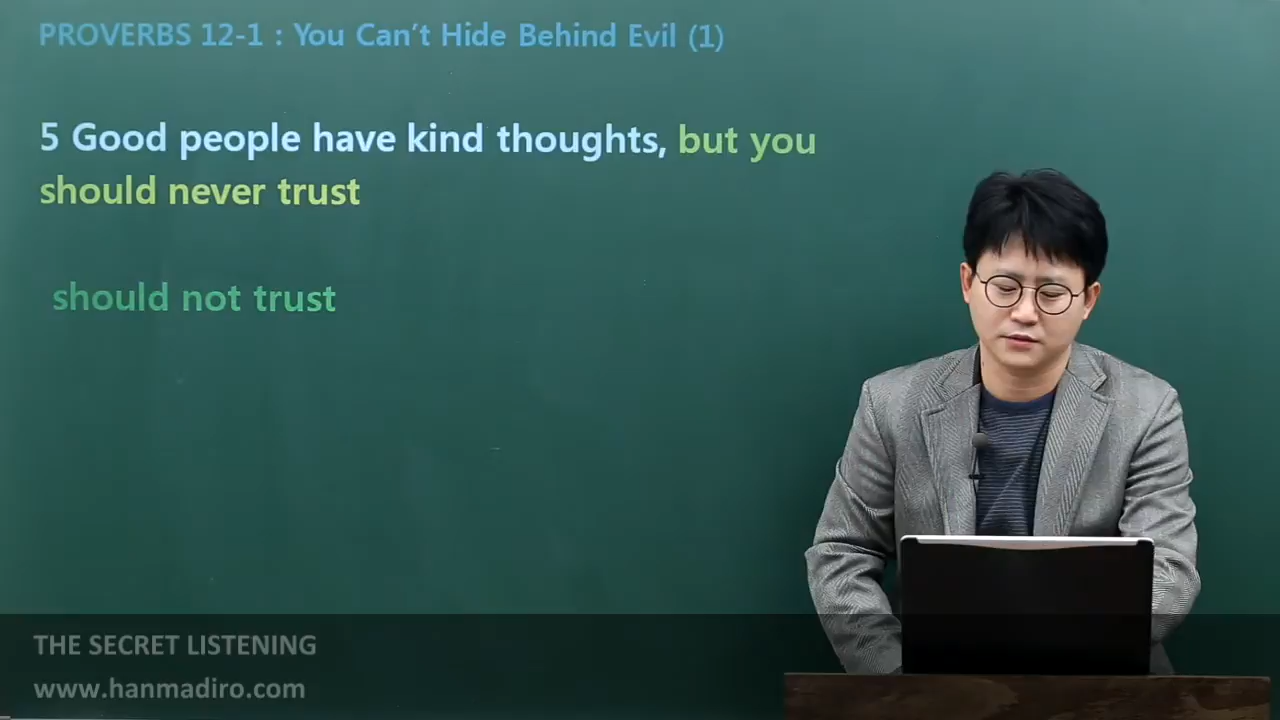 PROVERBS 12-1 : You Can't Hide Behind Evil (1)
5 Good people have kind thoughts, but you
should never trust
should not trust
THE SECRET LISTENING
www.hanmadiro.com